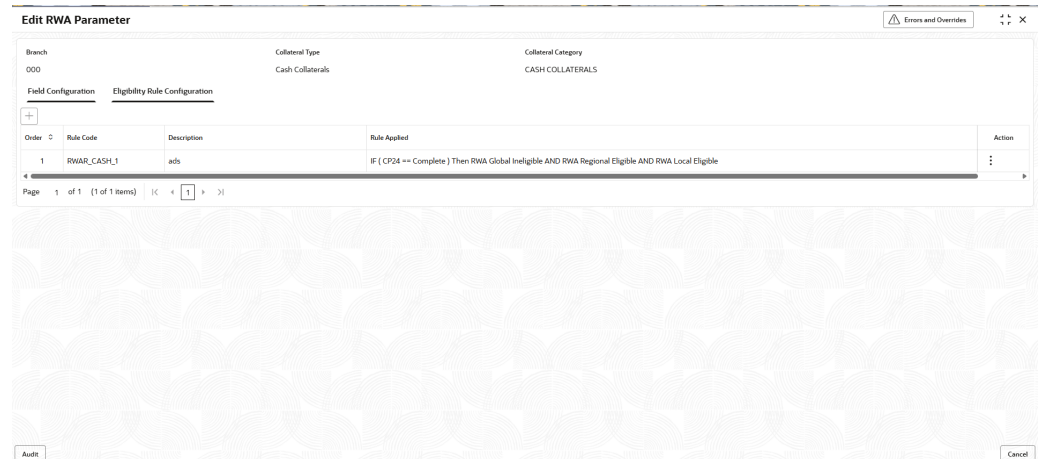 Edit RWA Parameter
Errors and Overrides
Branch Collateral Type Collateral Category
000 Cash Collaterals CASH COLLATERALS
Field Configuration Eligibility Rule Configuration
Order Rule Code Description Rule Applied Action
1 RWAR_CASH_1 ads IF ( CP24 == Complete ) Then RWA Global Ineligible AND RWA Regional Eligible AND RWA Local Eligible
Page 1 of 1 (1 of 1 items) 1
Audit Cancel